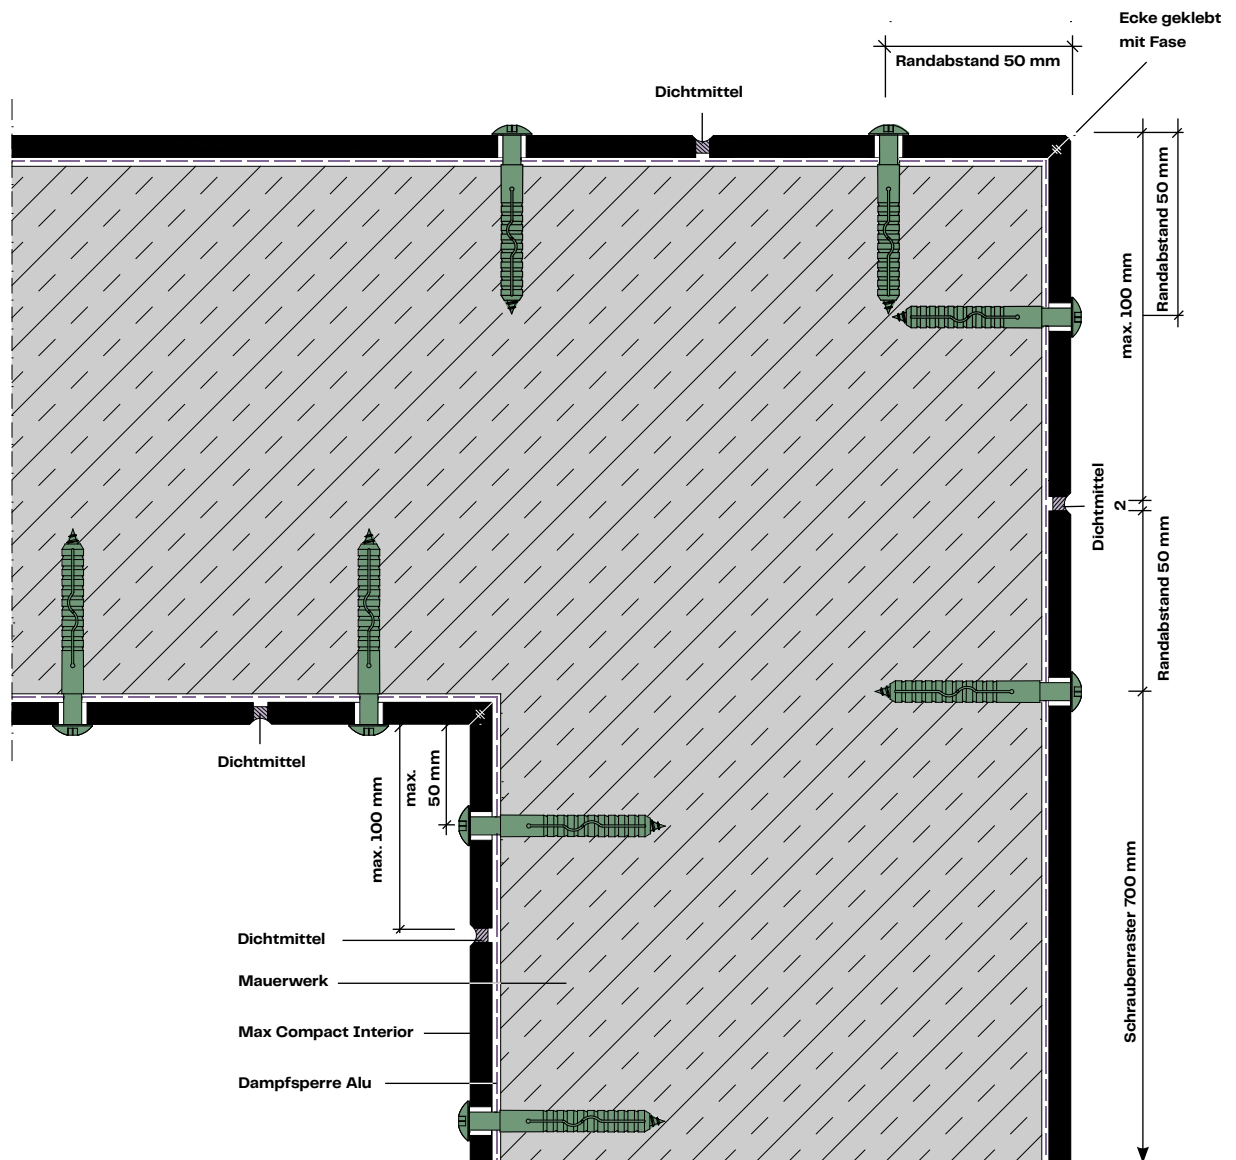 Ecke geklebt
mit Fase
Randabstand 50 mm
Dichtmittel
Randabstand 50 mm
max. 100 mm
Dichtmittel
2
Randabstand 50 mm
Dichtmittel
max. 100 mm
max.
50 mm
Schraubenraster 700 mm
Dichtmittel
Mauerwerk
Max Compact Interior
Dampfsperre Alu